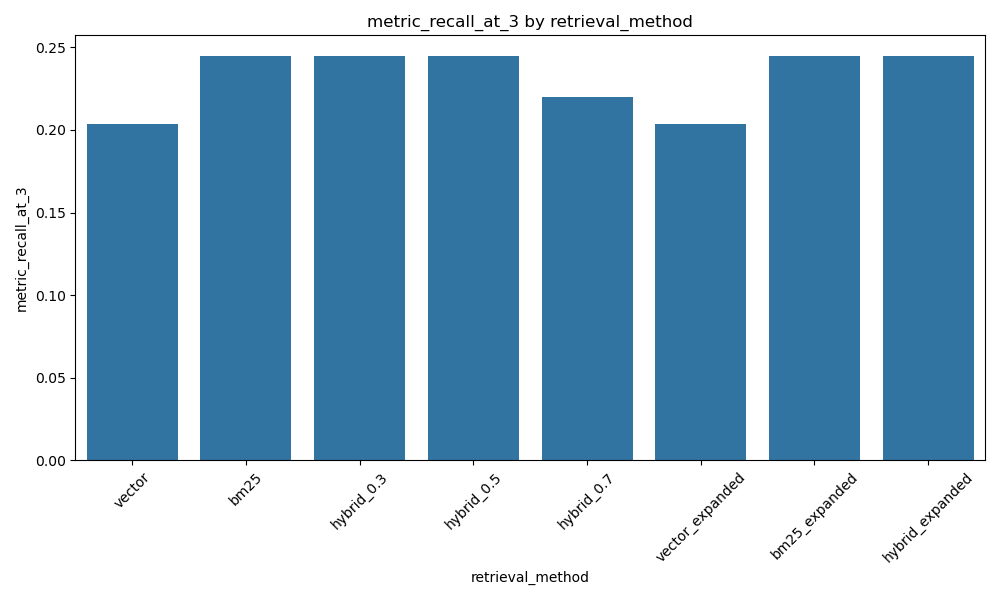 metric_recall_at_3 by retrieval_method
metric_recall_at_3
0.25
0.20
0.15
0.10
0.05
0.00
vector
bm25
hybrid_0.3
hybrid_0.5
hybrid_0.7
vector_expanded
bm25_expanded
hybrid_expanded
retrieval_method